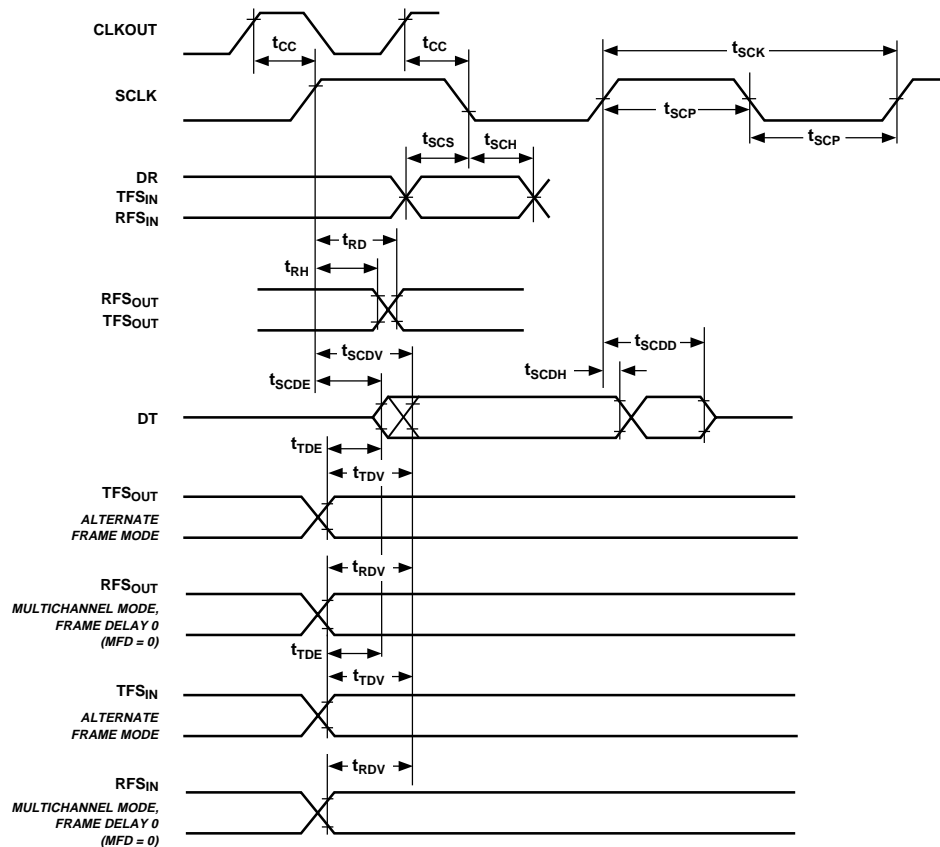 CLKOUT
tCC
tCC
tSCK
SCLK
tSCP
tSCP
tSCS
tSCH
DR
TFSIN
RFSIN
tRD
tRH
RFSOUT
TFSOUT
tSCDV
tSCDD
tSCDH
tSCDE
DT
tTDE
tTDV
TFSOUT
ALTERNATE
FRAME MODE
tRDV
RFSOUT
MULTICHANNEL MODE,
FRAME DELAY 0
(MFD = 0)
tTDE
tTDV
TFSIN
ALTERNATE
FRAME MODE
tRDV
RFSIN
MULTICHANNEL MODE,
FRAME DELAY 0
(MFD = 0)